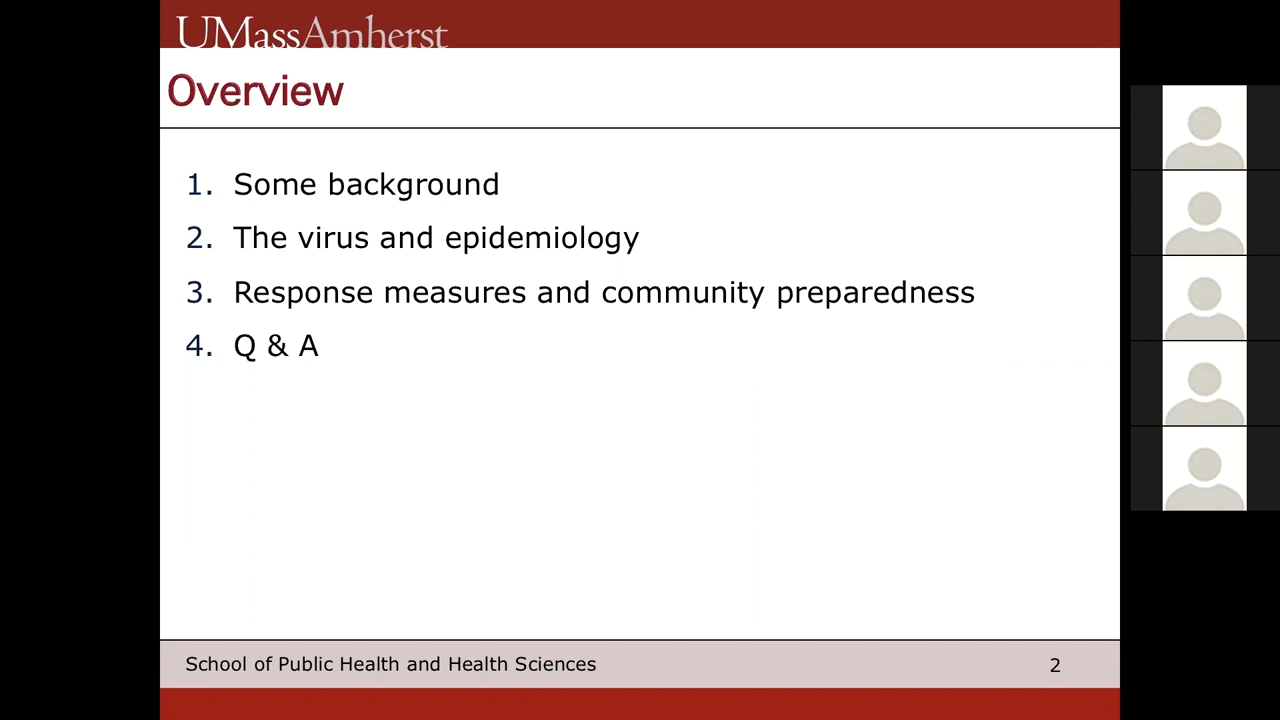 UMassAmherst
Overview
1. Some background
2. The virus and epidemiology
3. Response measures and community preparedness
4. Q & A
School of Public Health and Health Sciences
2